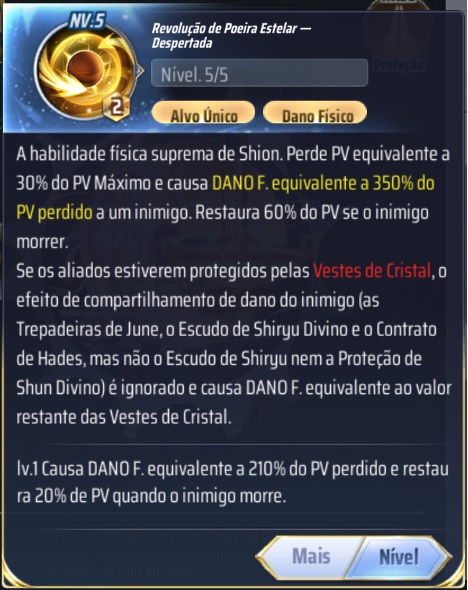 NV.5
Revolução de Poeira Estelar —
Despertada
Nível. 5/5
2
Alvo Único
Dano Físico
Proteção
A habilidade física suprema de Shion. Perde PV equivalente a
30% do PV Máximo e causa DANO F. equivalente a 350% do
PV perdido a um inimigo. Restaura 60% do PV se o inimigo
morrer.
Se os aliados estiverem protegidos pelas Vestes de Cristal, o
efeito de compartilhamento de dano do inimigo (as
Trepadeiras de June, o Escudo de Shiryu Divino e o Contrato
de Hades, mas não o Escudo de Shiryu nem a Proteção de
Shun Divino) é ignorado e causa DANO F. equivalente ao valor
restante das Vestes de Cristal.
lv.1 Causa DANO F. equivalente a 210% do PV perdido e restau
ra 20% de PV quando o inimigo morre.
Mais
Nível